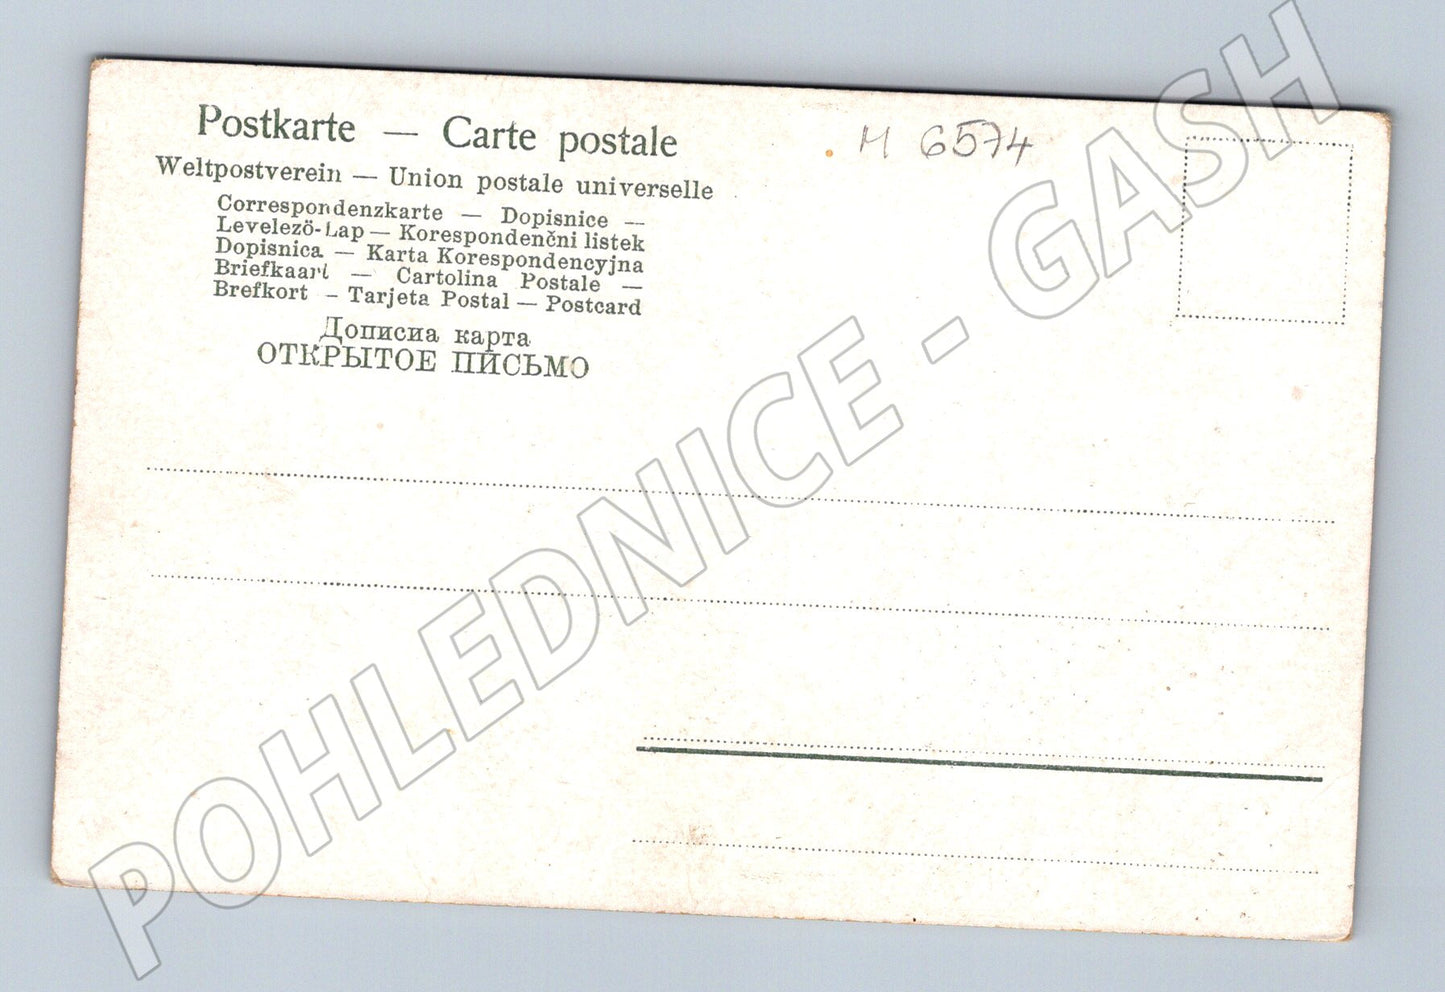 Postkarte — Carte postale
Weltpostverein — Union postale universelle
Correspondenzkarte — Dopisnice —
Levelező-Lap — Korespondenčni listek
Dopisnica — Karta Korespondencyjna
Briefkaart — Cartolina Postale —
Brefkort – Tarjeta Postal — Postcard
Дописна карта
ОТКРЫТОЕ ПИСЬМО
M 6574
POHLEDNICE - GASH